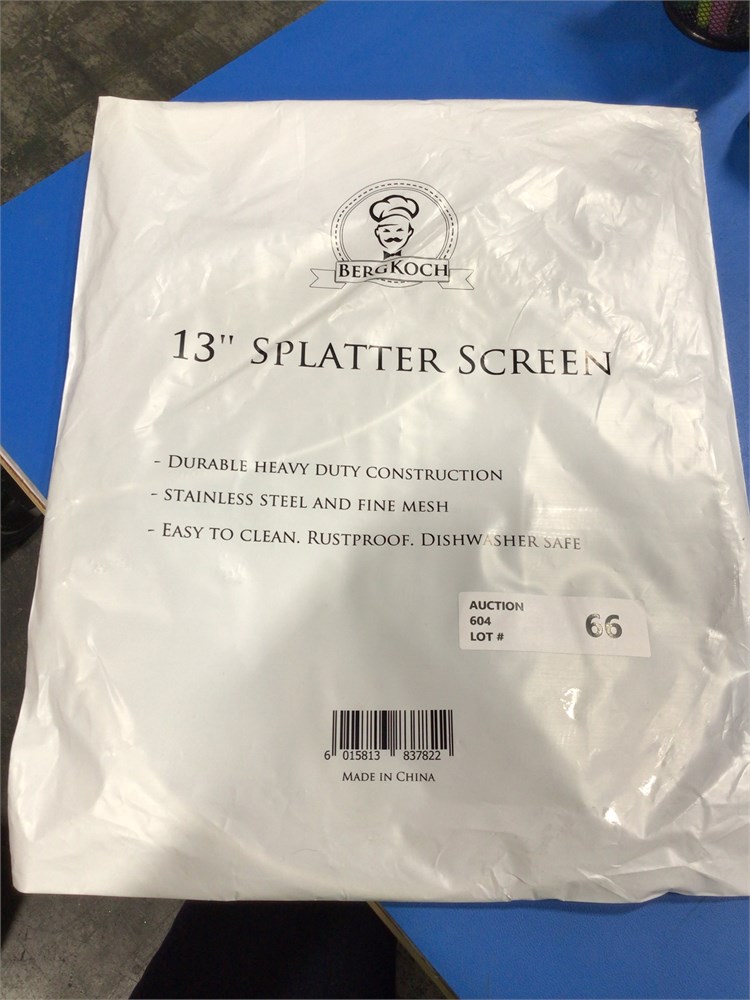 BERGKOCH
13" SPLATTER SCREEN
- DURABLE HEAVY DUTY CONSTRUCTION
- STAINLESS STEEL AND FINE MESH
- EASY TO CLEAN. RUSTPROOF. DISHWASHER SAFE
AUCTION
604
LOT # 66
6 015813 837822
MADE IN CHINA